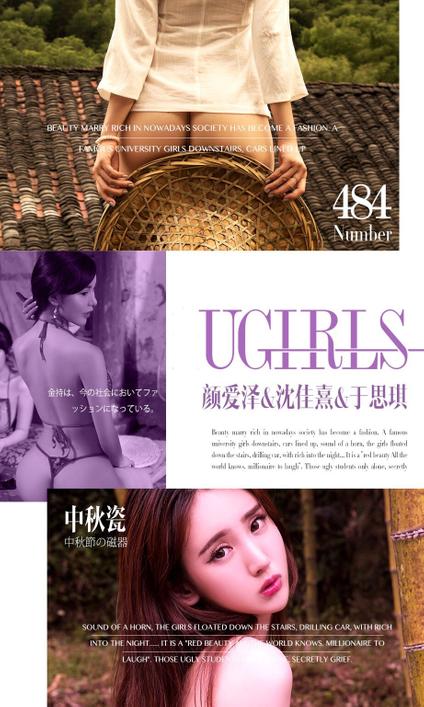 BEAUTY MARRY RICH IN NOWADAYS SOCIETY HAS BECOME A FASHION. A
FAMOUS UNIVERSITY GIRLS DOWNSTAIRS, CARS LINED UP
484
Number
UGIRLS
颜爱泽&沈佳熹&于思琪
金持は、今の社会においてファ
ッションになっている。
Beauty marry rich in nowadays society has become a fashion. A famous
university girls downstairs, cars lined up, sound of a horn, the girls floated
down the stairs, drilling car, with rich into the night.... It is a "red beauty All the
world knows, millionaire to laugh". Those ugly students only alone, secretly
中秋瓷
中秋節の磁器
SOUND OF A HORN, THE GIRLS FLOATED DOWN THE STAIRS, DRILLING CAR, WITH RICH
INTO THE NIGHT..... IT IS A "RED BEAUTY WORLD KNOWS, MILLIONAIRE TO
LAUGH". THOSE UGLY SECRETLY GRIEF.